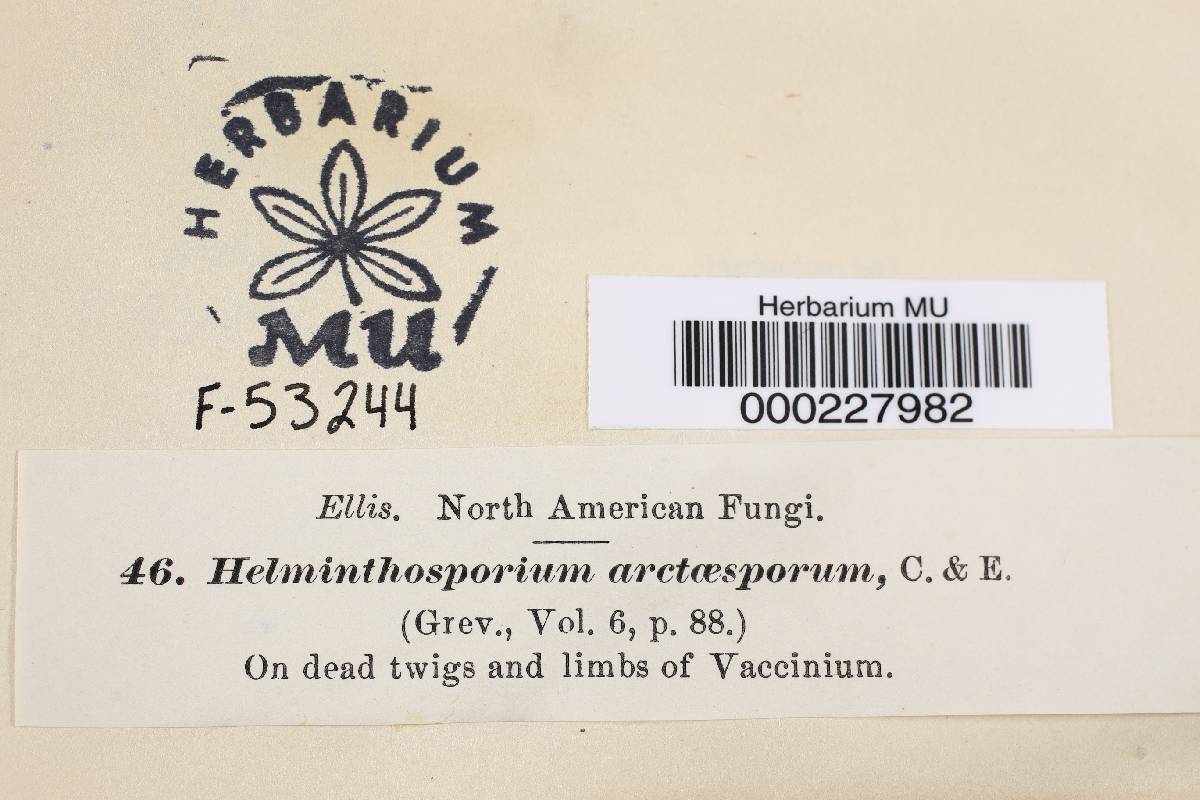 HERBARIUM
MU
F-53244
Herbarium MU
000227982
Ellis. North American Fungi.
46. Helminthosporium arctæsporum, C. & E.
(Grev., Vol. 6, p. 88.)
On dead twigs and limbs of Vaccinium.